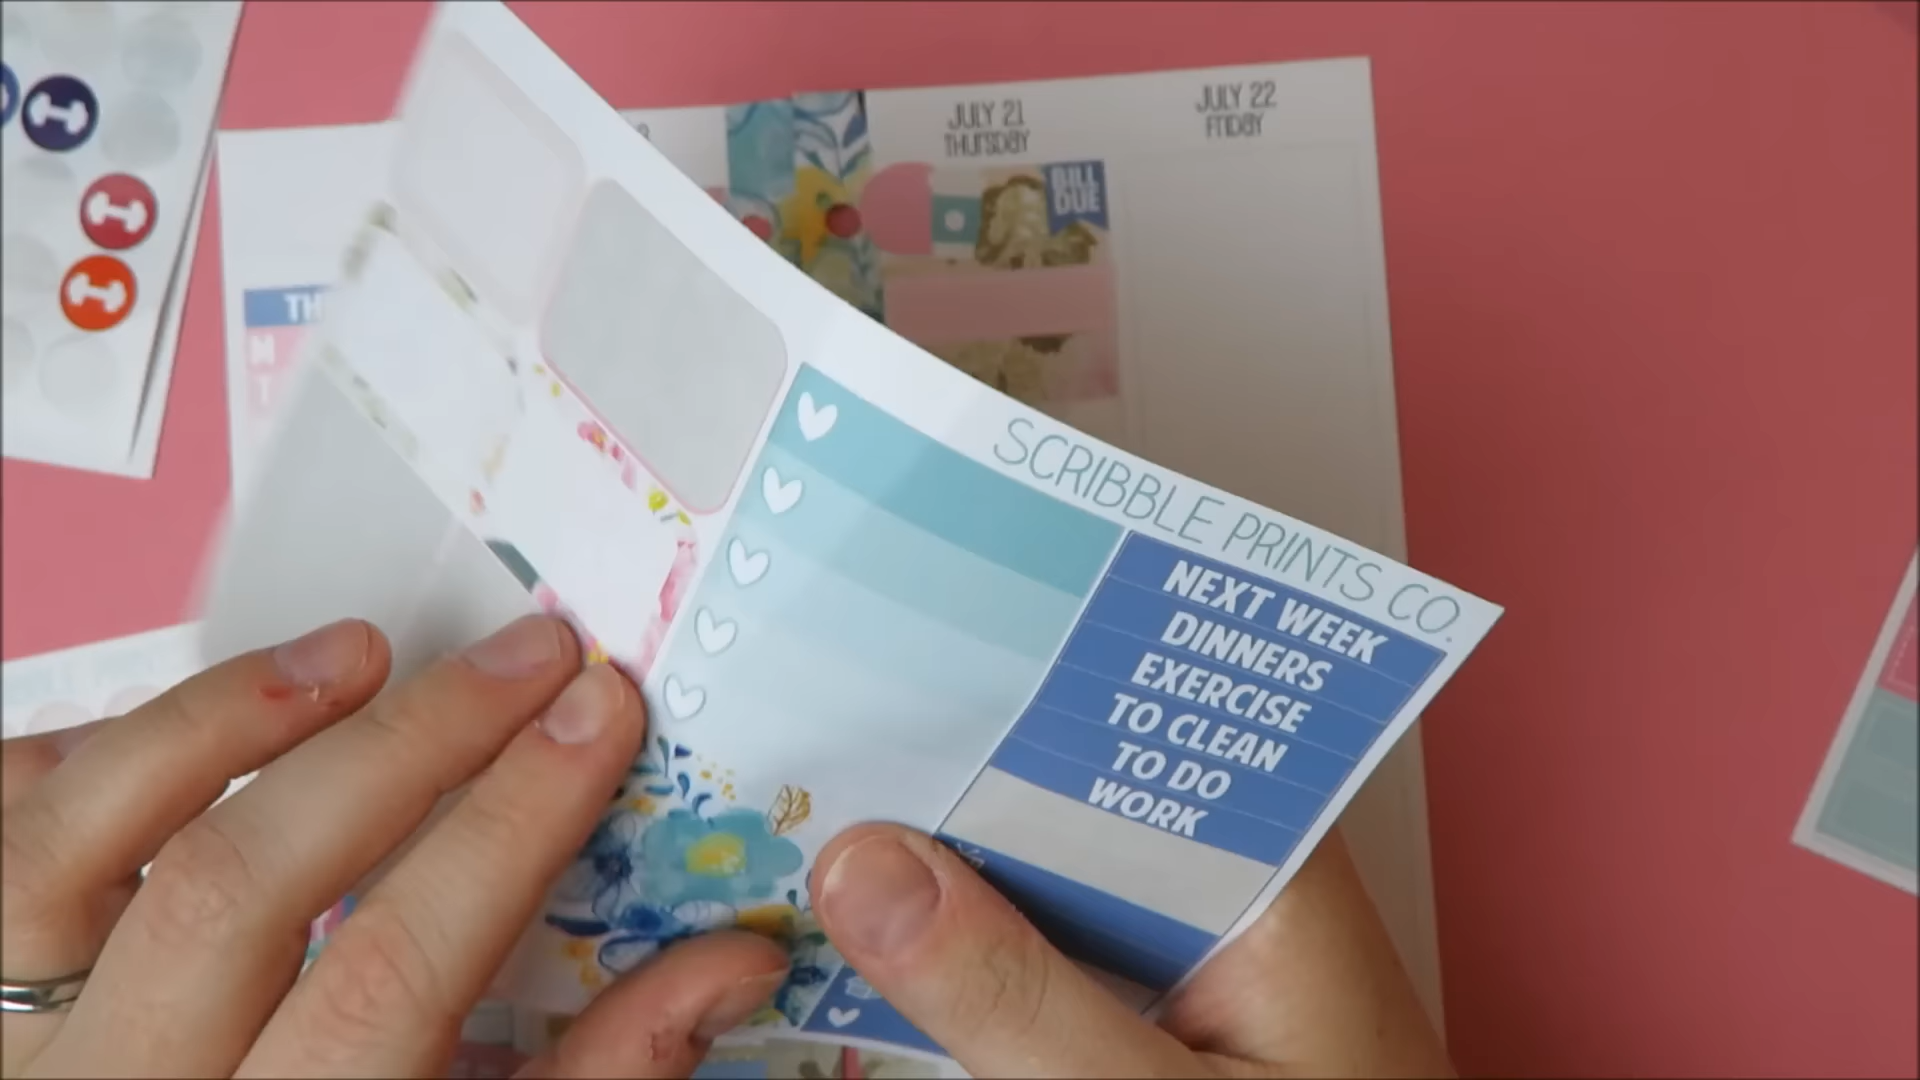 JULY 21
THURSDAY
JULY 22
FRIDAY
BILL
DUE
TH
M
T
SCRIBBLE PRINTS CO.
NEXT WEEK
DINNERS
EXERCISE
TO CLEAN
TO DO
WORK